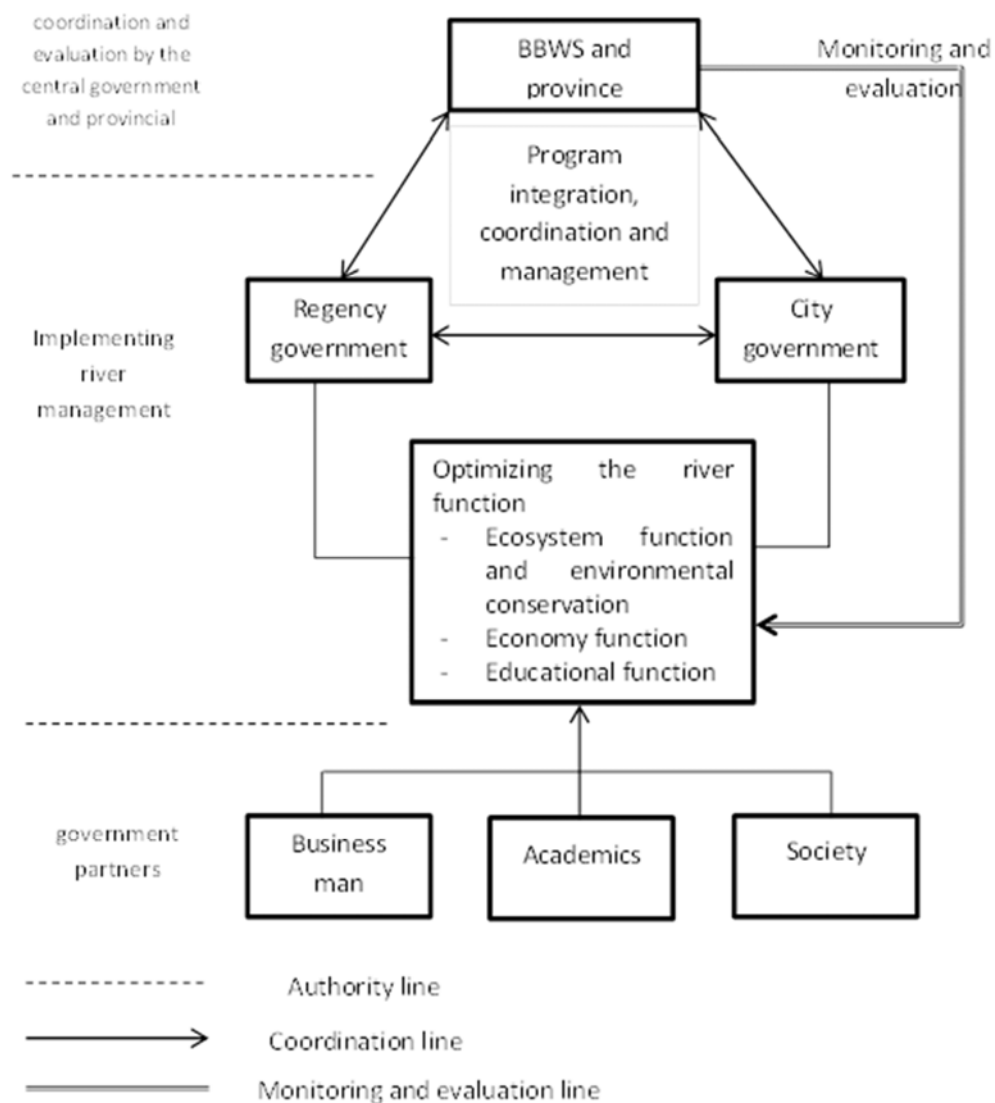 coordination and
evaluation by the
central government
and provincial
BBWS and
province
Monitoring and
evaluation
Program
integration,
coordination and
management
Regency
government
City
government
Implementing
river
management
Optimizing the river
function
- Ecosystem function
and environmental
conservation
- Economy function
- Educational function
government
partners
Business
man
Academics
Society
Authority line
Coordination line
Monitoring and evaluation line